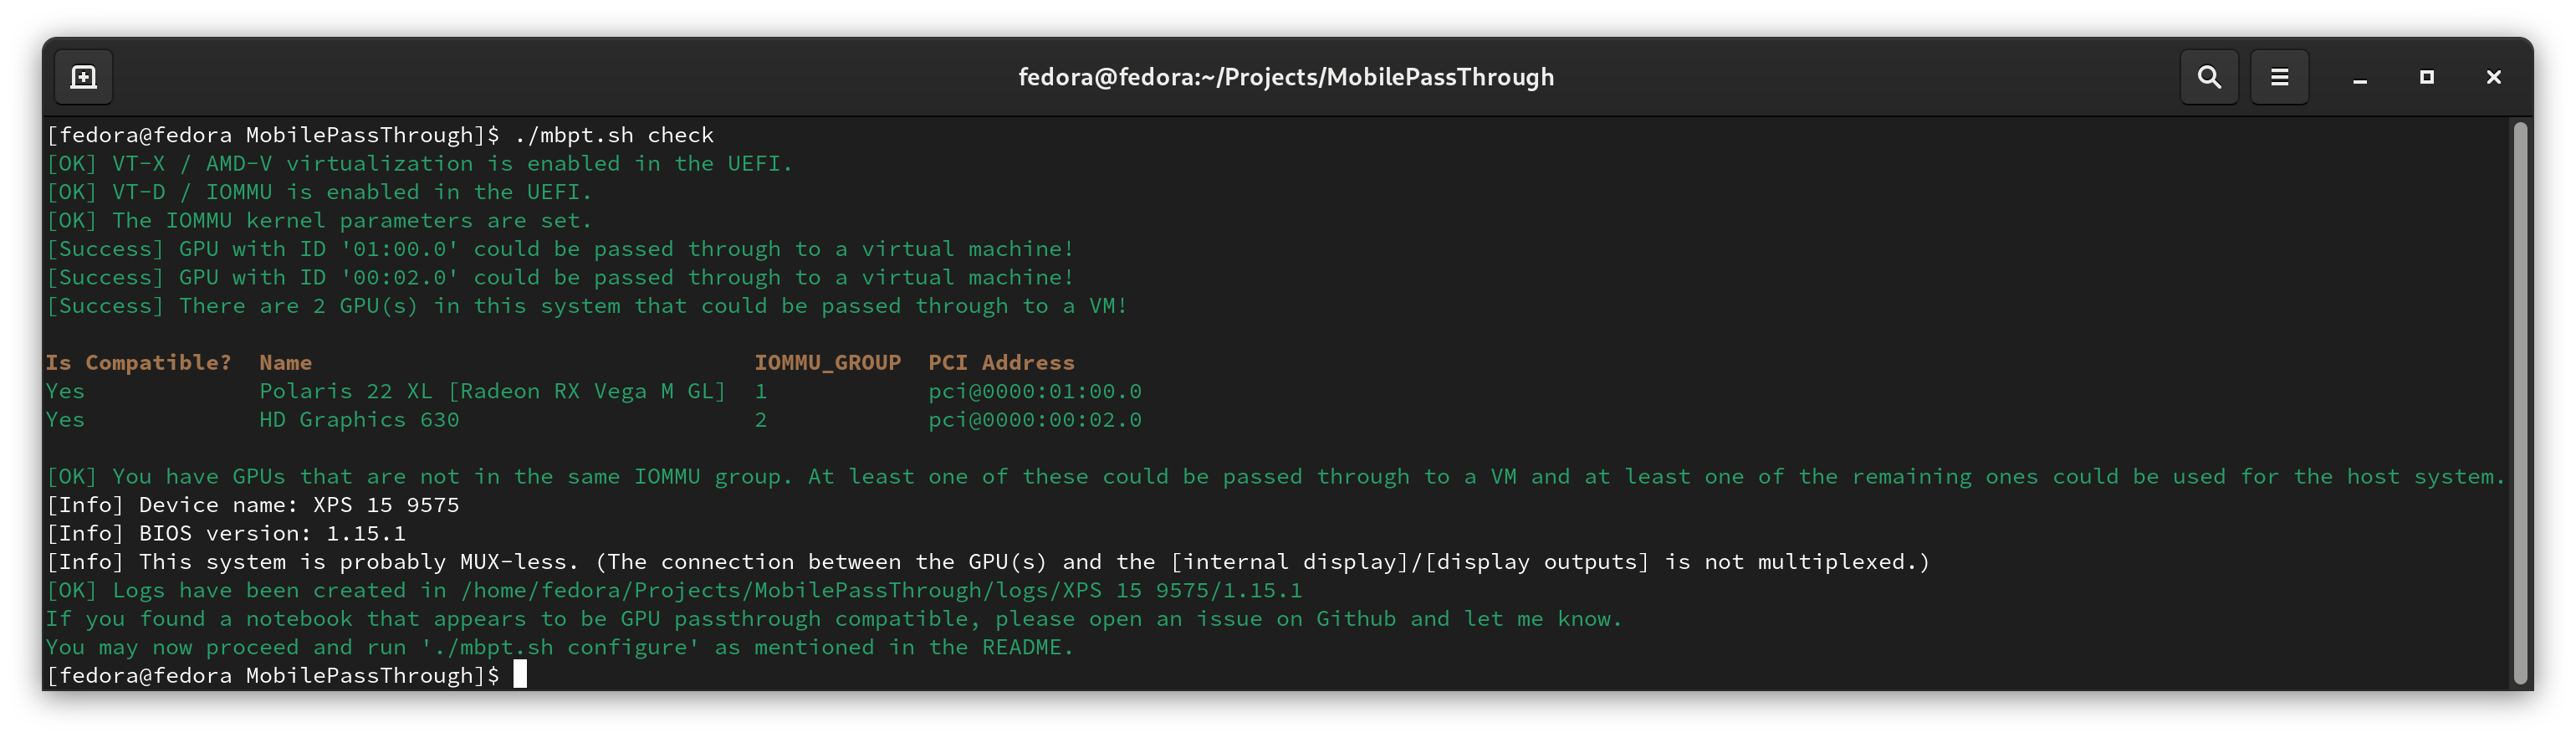 fedora@fedora:~/Projects/MobilePassThrough
[fedora@fedora MobilePassThrough]$ ./mbpt.sh check
[OK] VT-X / AMD-V virtualization is enabled in the UEFI.
[OK] VT-D / IOMMU is enabled in the UEFI.
[OK] The IOMMU kernel parameters are set.
[Success] GPU with ID '01:00.0' could be passed through to a virtual machine!
[Success] GPU with ID '00:02.0' could be passed through to a virtual machine!
[Success] There are 2 GPU(s) in this system that could be passed through to a VM!
Is Compatible?  Name                                 IOMMU_GROUP  PCI Address
Yes             Polaris 22 XL [Radeon RX Vega M GL]  1            pci@0000:01:00.0
Yes             HD Graphics 630                      2            pci@0000:00:02.0
[OK] You have GPUs that are not in the same IOMMU group. At least one of these could be passed through to a VM and at least one of the remaining ones could be used for the host system.
[Info] Device name: XPS 15 9575
[Info] BIOS version: 1.15.1
[Info] This system is probably MUX-less. (The connection between the GPU(s) and the [internal display]/[display outputs] is not multiplexed.)
[OK] Logs have been created in /home/fedora/Projects/MobilePassThrough/logs/XPS 15 9575/1.15.1
If you found a notebook that appears to be GPU passthrough compatible, please open an issue on Github and let me know.
You may now proceed and run './mbpt.sh configure' as mentioned in the README.
[fedora@fedora MobilePassThrough]$